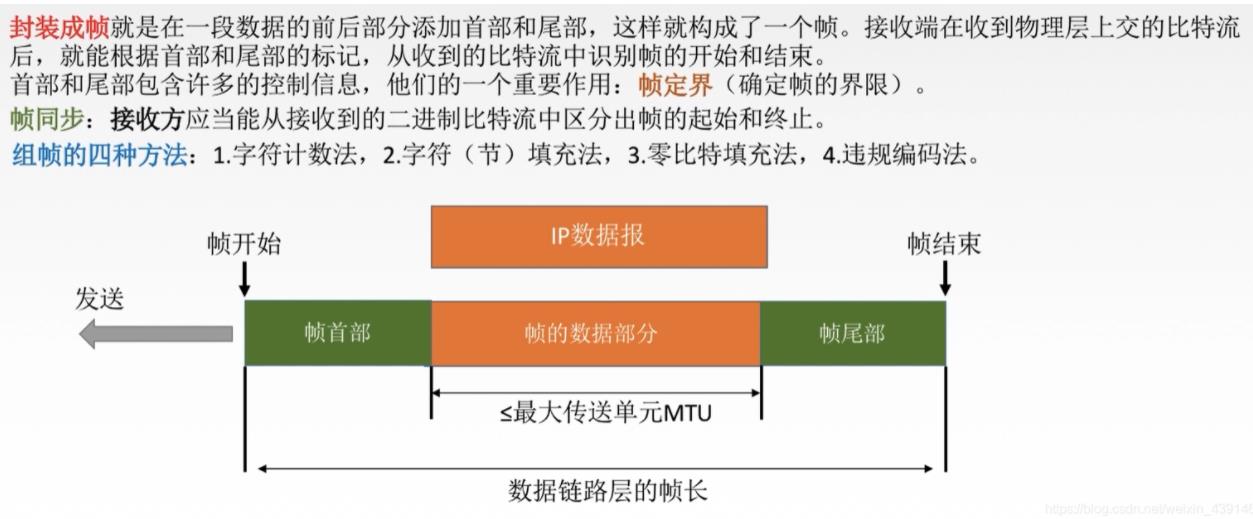 封装成帧就是在一段数据的前后部分添加首部和尾部，这样就构成了一个帧。接收端在收到物理层上交的比特流
后，就能根据首部和尾部的标记，从收到的比特流中识别帧的开始和结束。
首部和尾部包含许多的控制信息，他们的一个重要作用：帧定界（确定帧的界限）。
帧同步：接收方应当能从接收到的二进制比特流中区分出帧的起始和终止。
组帧的四种方法：1.字符计数法，2.字符（节）填充法，3.零比特填充法，4.违规编码法。
IP数据报
帧开始
帧结束
发送
帧首部
帧的数据部分
帧尾部
≤最大传送单元MTU
数据链路层的帧长
https://blog.csdn.net/weixin_439148